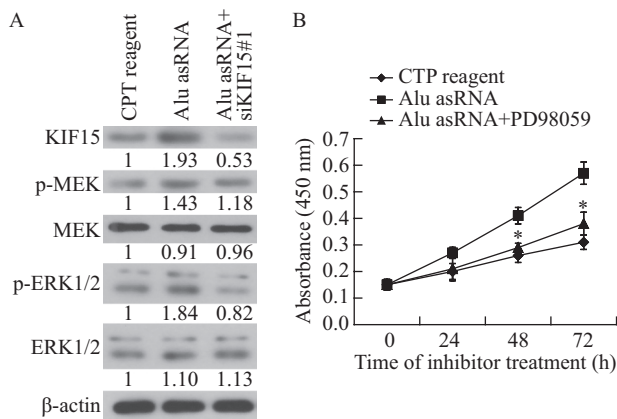 A
CPT reagent
Alu asRNA
Alu asRNA+
siKIF15#1
KIF15
1 1.93 0.53
p-MEK
1 1.43 1.18
MEK
1 0.91 0.96
p-ERK1/2
1 1.84 0.82
ERK1/2
1 1.10 1.13
β-actin
B
CTP reagent
Alu asRNA
Alu asRNA+PD98059
Absorbance (450 nm)
0.7
0.6
0.5
0.4
0.3
0.2
0.1
0.0
*
*
0 24 48 72
Time of inhibitor treatment (h)